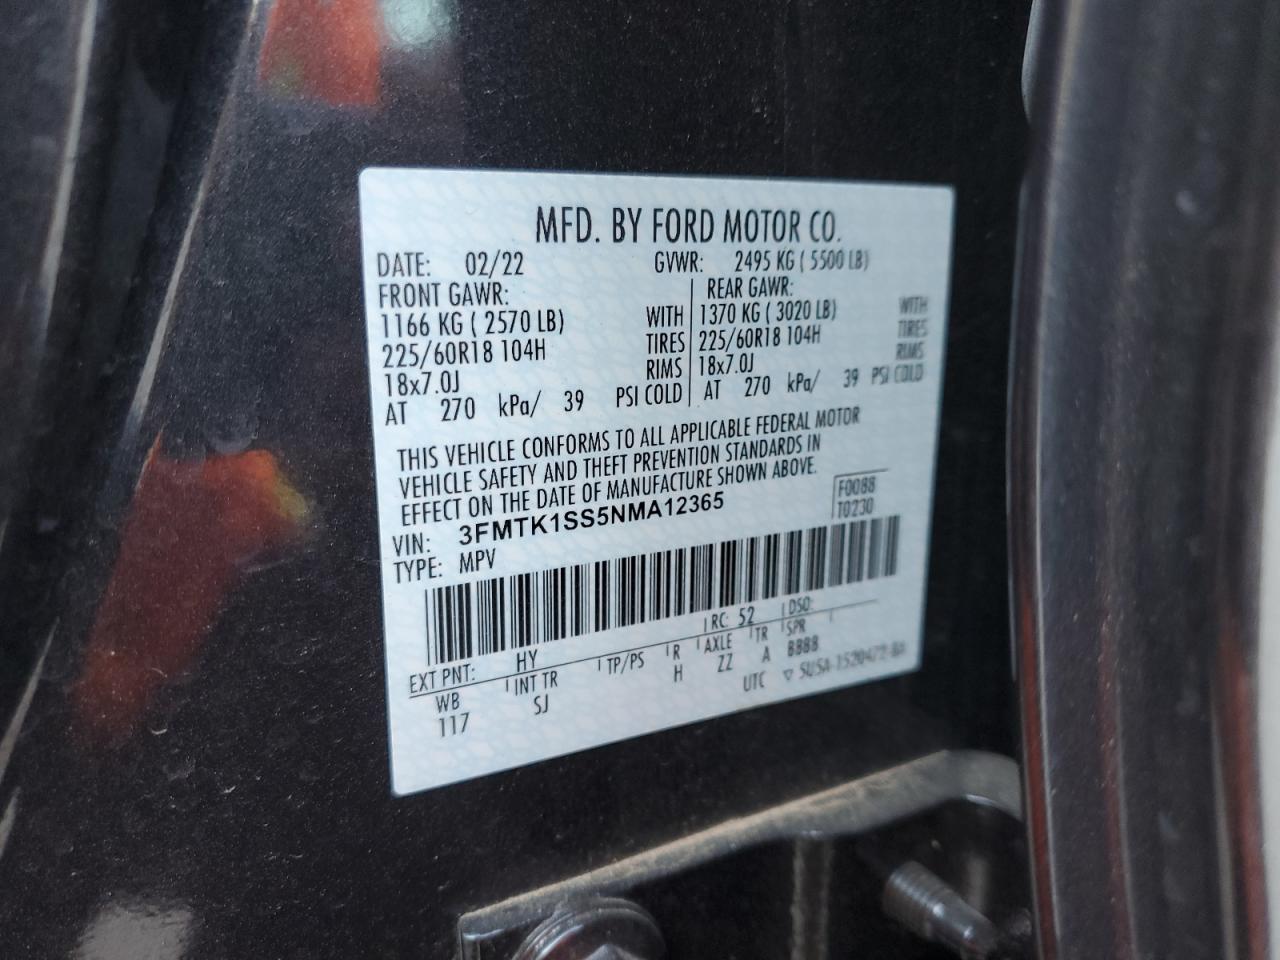 MFD. BY FORD MOTOR CO.
DATE: 02/22 GVWR: 2495 KG ( 5500 LB)
FRONT GAWR: REAR GAWR:
1166 KG ( 2570 LB) WITH 1370 KG ( 3020 LB) WITH
225/60R18 104H TIRES 225/60R18 104H TIRES
18x7.0J RIMS 18x7.0J RIMS
AT 270 kPa/ 39 PSI COLD AT 270 kPa/ 39 PSI COLD
THIS VEHICLE CONFORMS TO ALL APPLICABLE FEDERAL MOTOR
VEHICLE SAFETY AND THEFT PREVENTION STANDARDS IN
EFFECT ON THE DATE OF MANUFACTURE SHOWN ABOVE.
F0088
VIN: 3FMTK1SS5NMA12365 T0230
TYPE: MPV
EXT PNT: HY RC: 52 DSO:
WB INT TR TP/PS R AXLE TR SPR
117 SJ H ZZ A BBBB
UTC ▽ 5U5A-1520472-BA